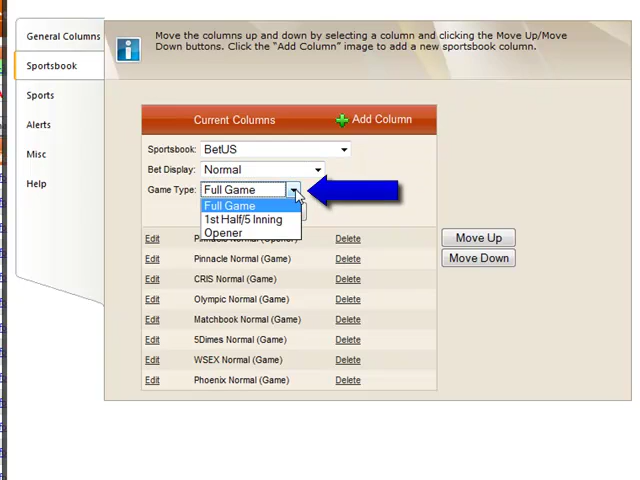 General Columns
Sportsbook
Sports
Alerts
Misc
Help
Move the columns up and down by selecting a column and clicking the Move Up/Move
Down buttons. Click the "Add Column" image to add a new sportsbook column.
Current Columns Add Column
Sportsbook: BetUS
Bet Display: Normal
Game Type: Full Game
Full Game
1st Half/5 Inning
Opener
Edit Delete
Edit Pinnacle Normal (Game) Delete
Edit CRIS Normal (Game) Delete
Edit Olympic Normal (Game) Delete
Edit Matchbook Normal (Game) Delete
Edit 5Dimes Normal (Game) Delete
Edit WSEX Normal (Game) Delete
Edit Phoenix Normal (Game) Delete
Move Up
Move Down